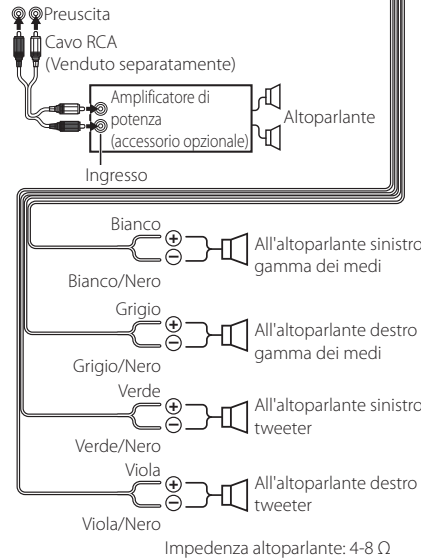 Preuscita
Cavo RCA
(Venduto separatamente)
Amplificatore di
potenza
(accessorio opzionale)
Altoparlante
Ingresso
Bianco
⊕
⊖
Bianco/Nero
All'altoparlante sinistro
gamma dei medi
Grigio
⊕
⊖
Grigio/Nero
All'altoparlante destro
gamma dei medi
Verde
⊕
⊖
Verde/Nero
All'altoparlante sinistro
tweeter
Viola
⊕
⊖
Viola/Nero
All'altoparlante destro
tweeter
Impedenza altoparlante: 4-8 Ω